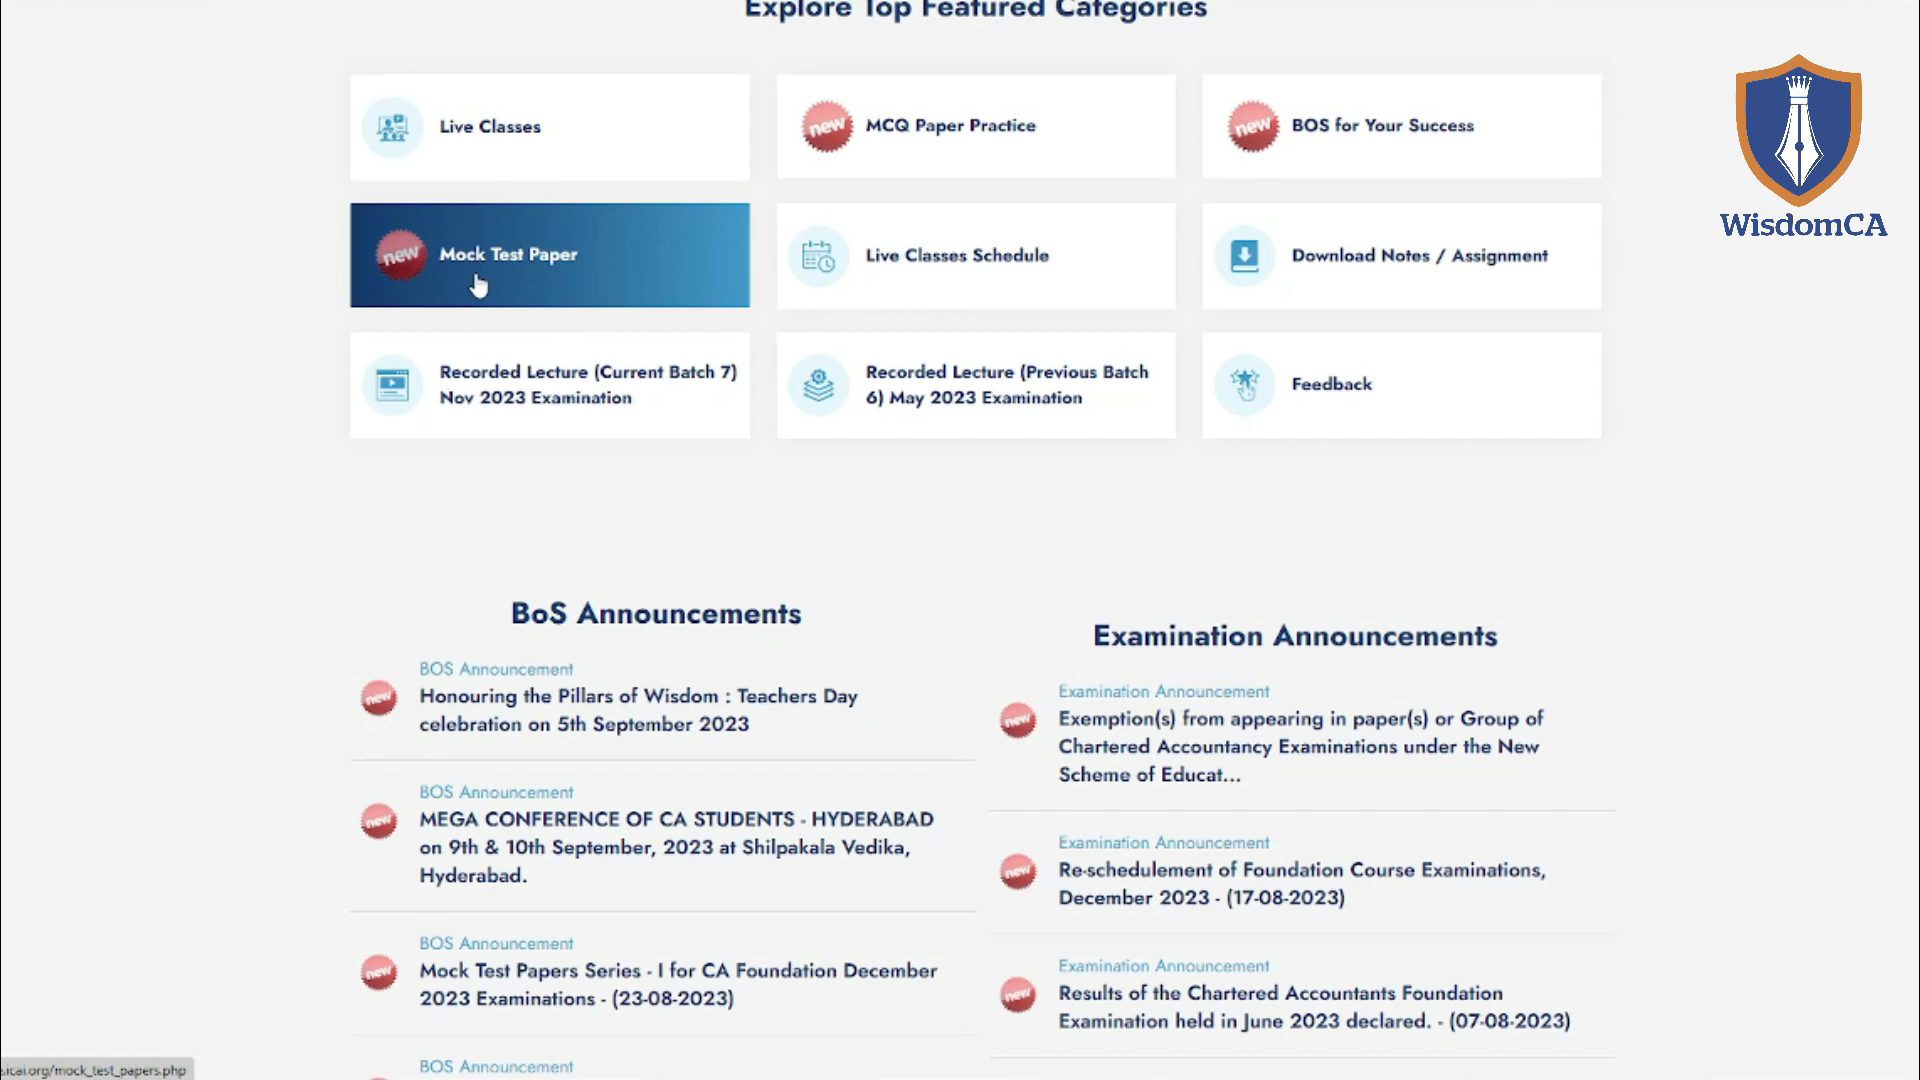 Explore Top Featured Categories
Live Classes
new
MCQ Paper Practice
new
BOS for Your Success
WisdomCA
new
Mock Test Paper
Live Classes Schedule
Download Notes / Assignment
Recorded Lecture (Current Batch 7)
Nov 2023 Examination
Recorded Lecture (Previous Batch
6) May 2023 Examination
Feedback
BoS Announcements
BOS Announcement
new
Honouring the Pillars of Wisdom : Teachers Day
celebration on 5th September 2023
BOS Announcement
new
MEGA CONFERENCE OF CA STUDENTS - HYDERABAD
on 9th & 10th September, 2023 at Shilpakala Vedika,
Hyderabad.
BOS Announcement
new
Mock Test Papers Series - I for CA Foundation December
2023 Examinations - (23-08-2023)
BOS Announcement
Examination Announcements
Examination Announcement
new
Exemption(s) from appearing in paper(s) or Group of
Chartered Accountancy Examinations under the New
Scheme of Educat...
Examination Announcement
new
Re-schedulement of Foundation Course Examinations,
December 2023 - (17-08-2023)
Examination Announcement
new
Results of the Chartered Accountants Foundation
Examination held in June 2023 declared. - (07-08-2023)
sicai.org/mock_test_papers.php